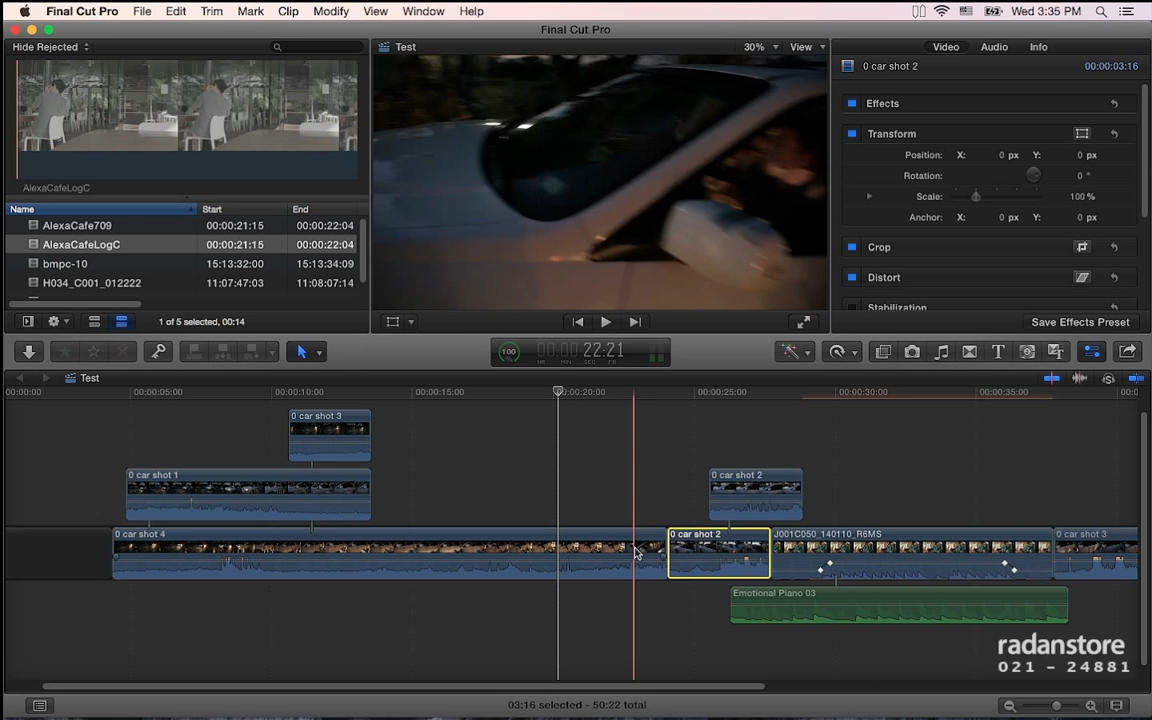 Final Cut Pro File Edit Trim Mark Clip Modify View Window Help Wed 3:35 PM
Final Cut Pro
Hide Rejected Test 30% View Video Audio Info
0 car shot 2 00:00:03:16
Effects
Transform
Position: X: 0 px Y: 0 px
Rotation: 0 °
Scale: 100 %
Anchor: X: 0 px Y: 0 px
Crop
Distort
Stabilization
Save Effects Preset
AlexaCafeLogC
Name Start End
AlexaCafe709 00:00:21:15 00:00:22:04
AlexaCafeLogC 00:00:21:15 00:00:22:04
bmpc-10 15:13:32:00 15:13:34:09
H034_C001_012222 11:07:47:03 11:08:07:14
1 of 5 selected, 00:14
100 00:00:22:21
HR MIN SEC FR
Test
00:00:00 00:00:05:00 00:00:10:00 00:00:15:00 00:00:20:00 00:00:25:00 00:00:30:00 00:00:35:00
0 car shot 3
0 car shot 1 0 car shot 2
0 car shot 4 0 car shot 2 J001C050_140110_R6MS 0 car shot 3
Emotional Piano 03
radanstore
021 - 24881
03:16 selected - 50:22 total